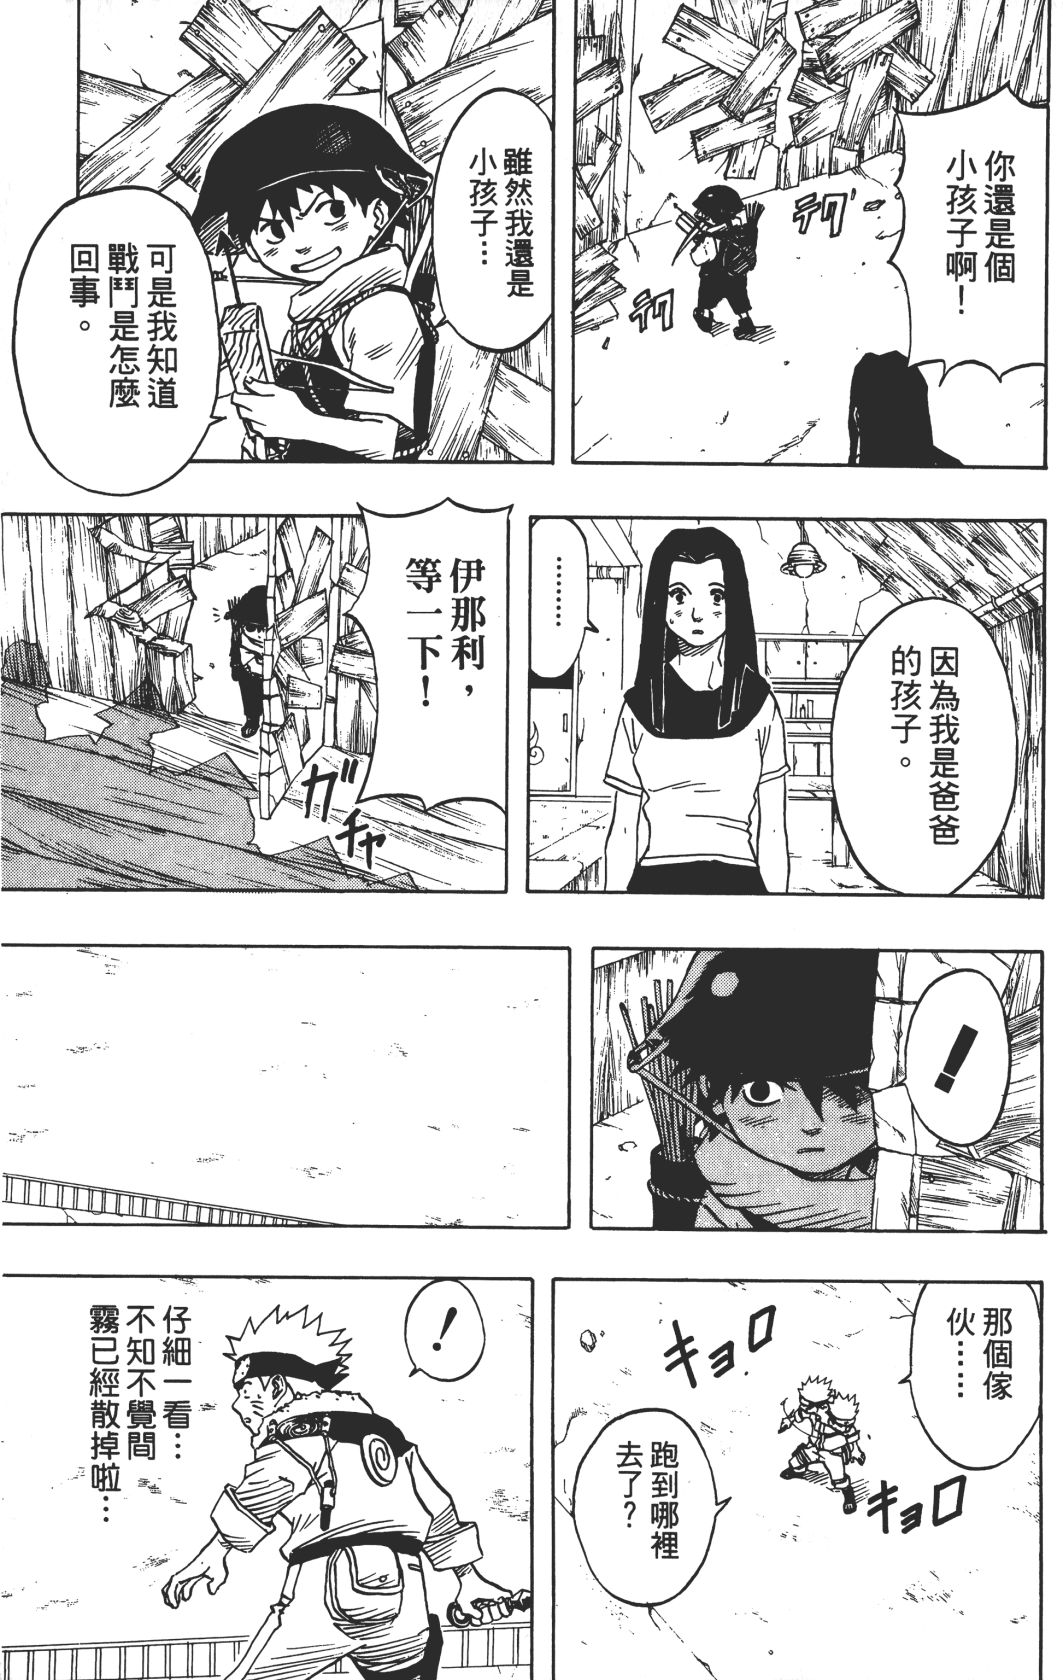 你還是個
小孩子啊！
テク
テク
雖然我還是
小孩子…
可是我知道
戰鬥是怎麼
回事。
因為我是爸爸
的孩子。
………
伊那利，
等一下！
ガ
チャ
！
那個傢
伙……
キョロ
キョロ
跑到哪裡
去了？
！
仔細一看…
不知不覺間
霧已經散掉啦…